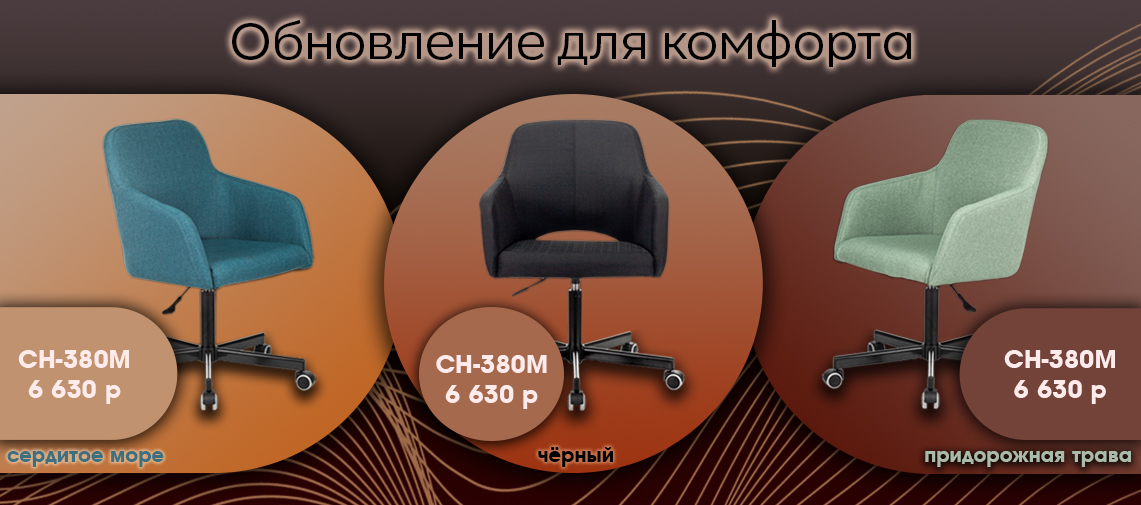 Обновление для комфорта
CH-380M
6 630 р
CH-380M
6 630 р
CH-380M
6 630 р
сердитое море
чёрный
придорожная трава